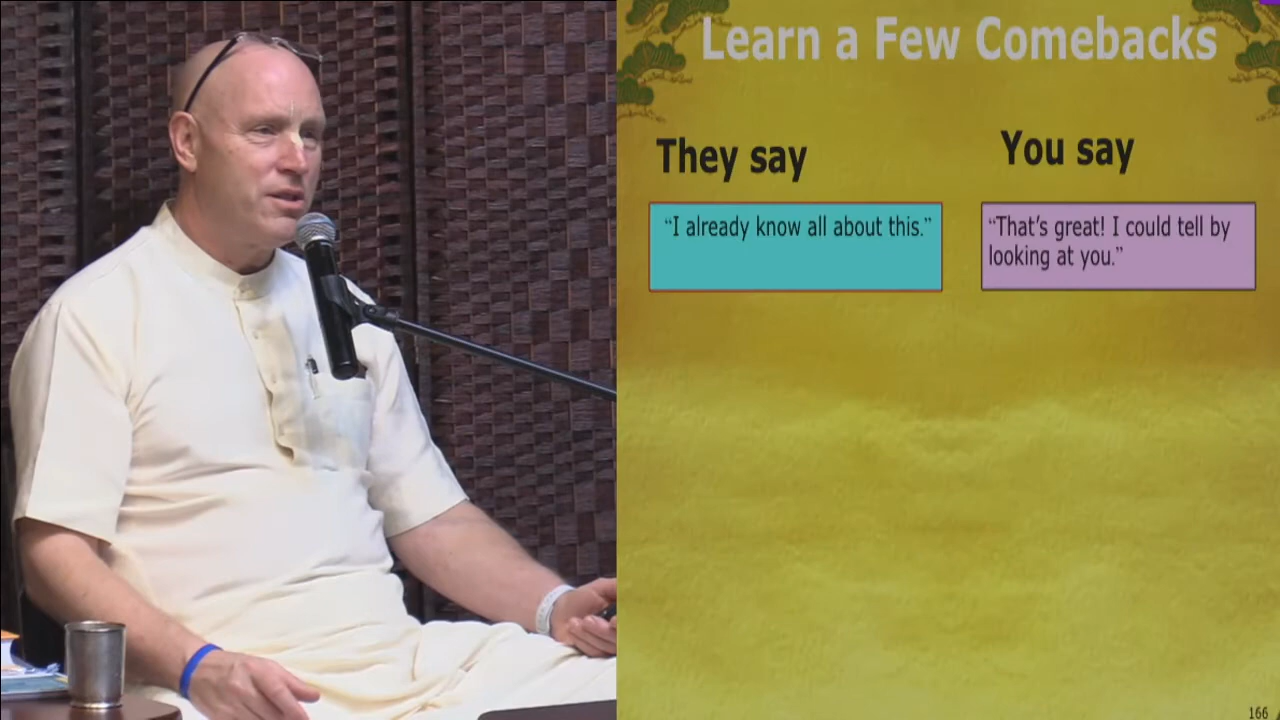 Learn a Few Comebacks
They say
You say
“I already know all about this.”
“That’s great! I could tell by
looking at you.”
166